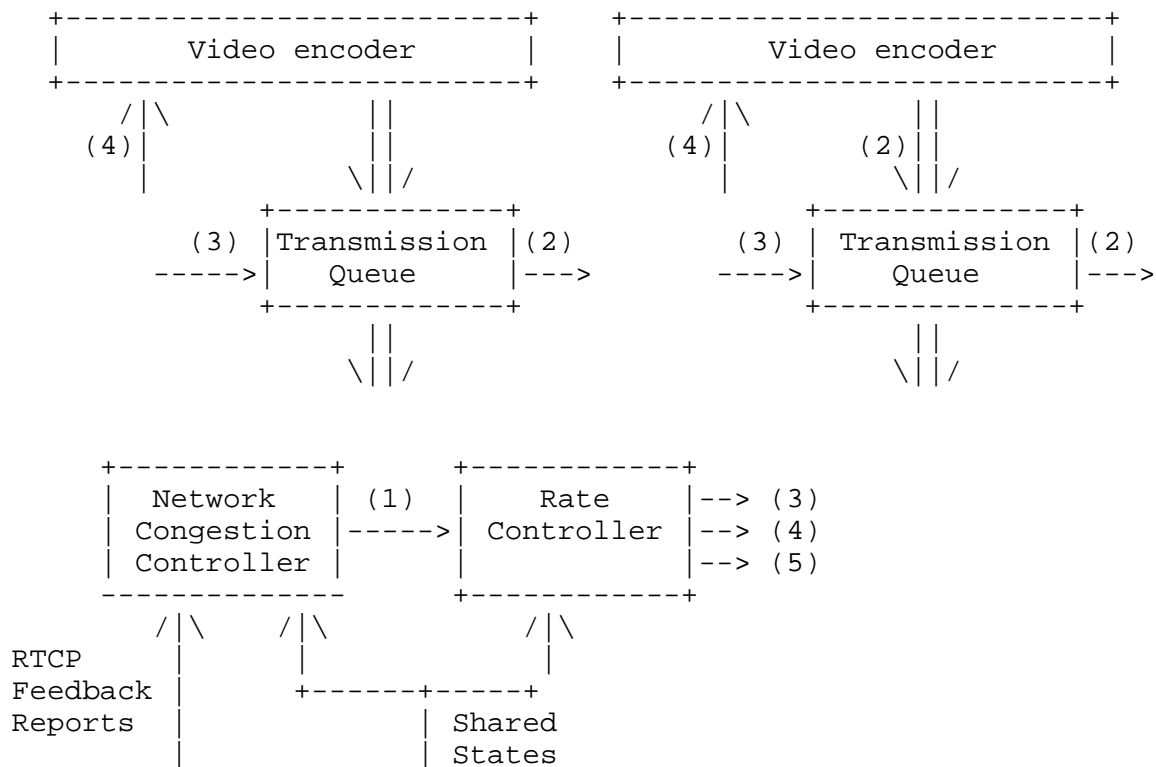 Video encoder Video encoder
(4) (4) (2)
(3) Transmission (2) (3) Transmission (2)
Queue Queue
Network (1) Rate (3)
Congestion Controller (4)
Controller (5)
RTCP
Feedback
Reports Shared
States